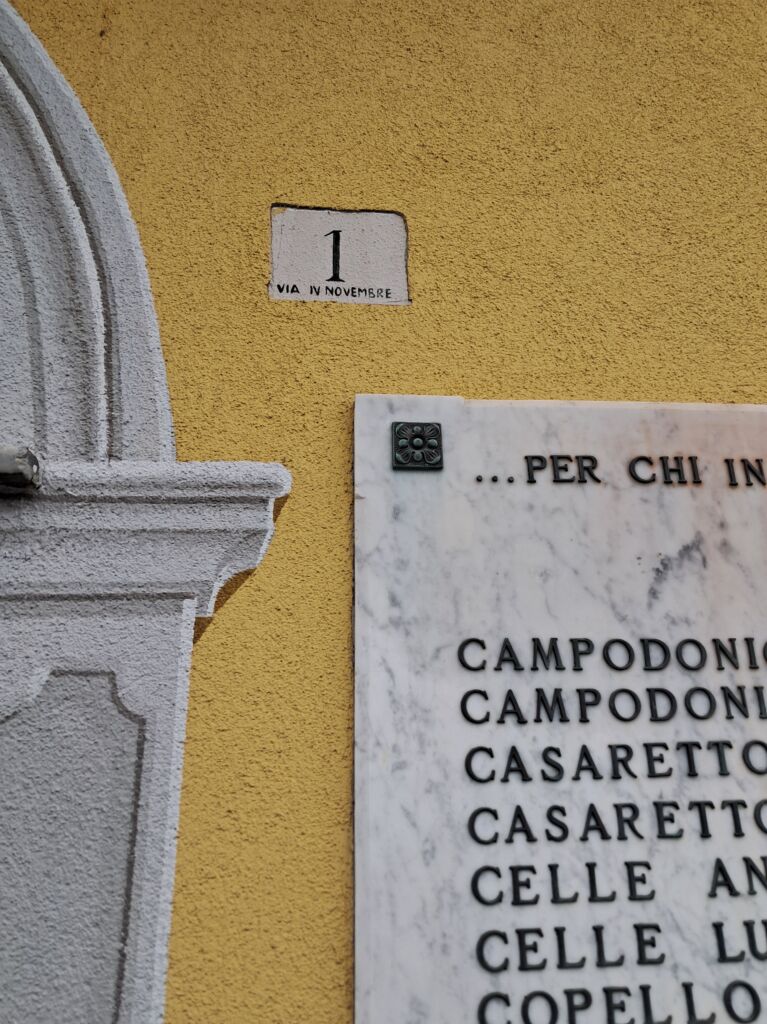 1
VIA IV NOVEMBRE
...PER CHI IN
CAMPODONIC
CAMPODONI
CASARETTO
CASARETTO
CELLE AN
CELLE LU
COPELLO